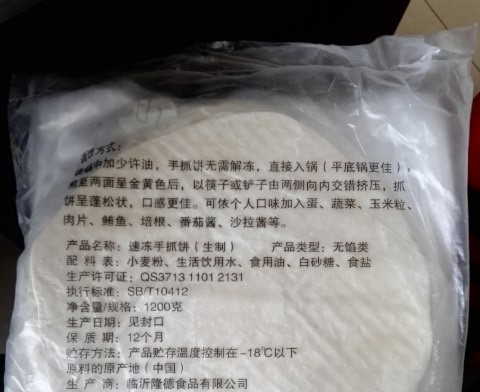 方式：
中加少许油，手抓饼无需解冻，直接入锅（平底锅更佳），
煎至两面呈金黄色后，以筷子或铲子由两侧向内交错挤压，抓
饼呈蓬松状，口感更佳。可依个人口味加入蛋、蔬菜、玉米粒、
肉片、鲔鱼、培根、番茄酱、沙拉酱等。
产品名称：速冻手抓饼（生制） 产品类型：无馅类
配料表：小麦粉、生活饮用水、食用油、白砂糖、食盐
生产许可证：QS3713 1101 2131
执行标准：SB/T10412
净含量/规格：1200克
生产日期：见封口
保质期：12个月
贮存方法：产品贮存温度控制在-18℃以下
原料的原产地（中国）
生产商：临沂隆德食品有限公司